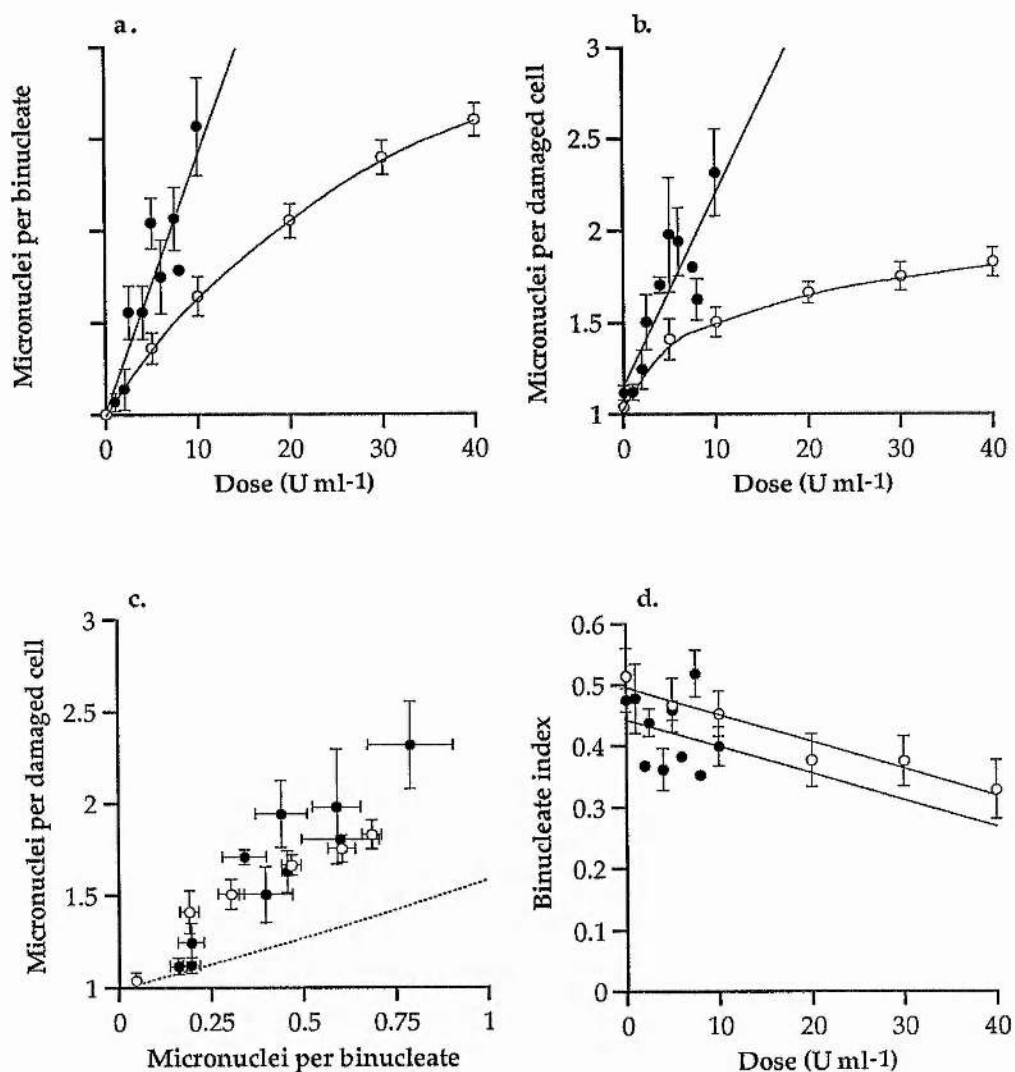 a.
Micronuclei per binucleate
0 10 20 30 40
Dose (U ml-1)
b.
Micronuclei per damaged cell
3
2.5
2
1.5
1
0 10 20 30 40
Dose (U ml-1)
c.
Micronuclei per damaged cell
3
2.5
2
1.5
1
0 0.25 0.5 0.75 1
Micronuclei per binucleate
d.
Binucleate index
0.6
0.5
0.4
0.3
0.2
0.1
0
0 10 20 30 40
Dose (U ml-1)